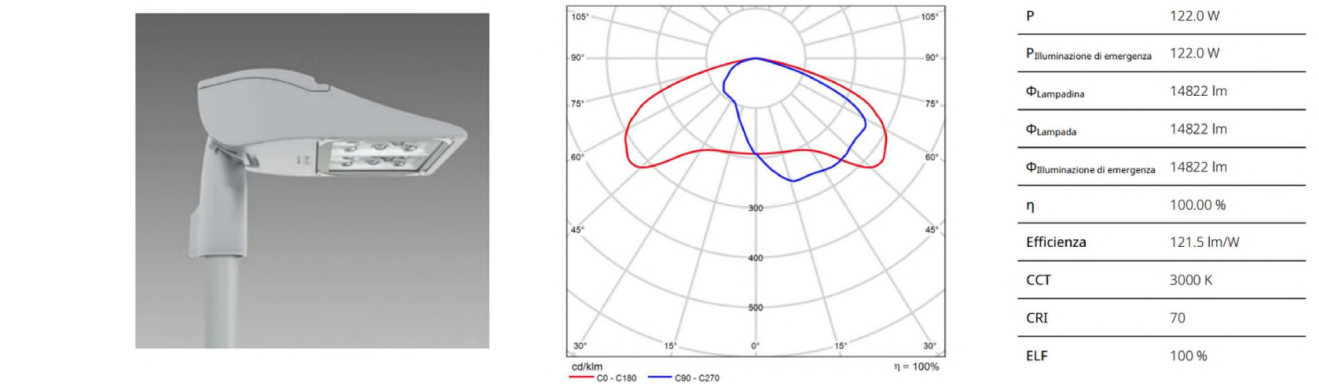 105° 105°
90° 90°
75° 75°
60° 60°
300
45° 45°
400
500
30° 15° 0° 15° 30°
cd/klm η = 100%
C0 - C180 C90 - C270
P 122.0 W
PIlluminazione di emergenza 122.0 W
ΦLampadina 14822 lm
ΦLampada 14822 lm
ΦIlluminazione di emergenza 14822 lm
η 100.00 %
Efficienza 121.5 lm/W
CCT 3000 K
CRI 70
ELF 100 %